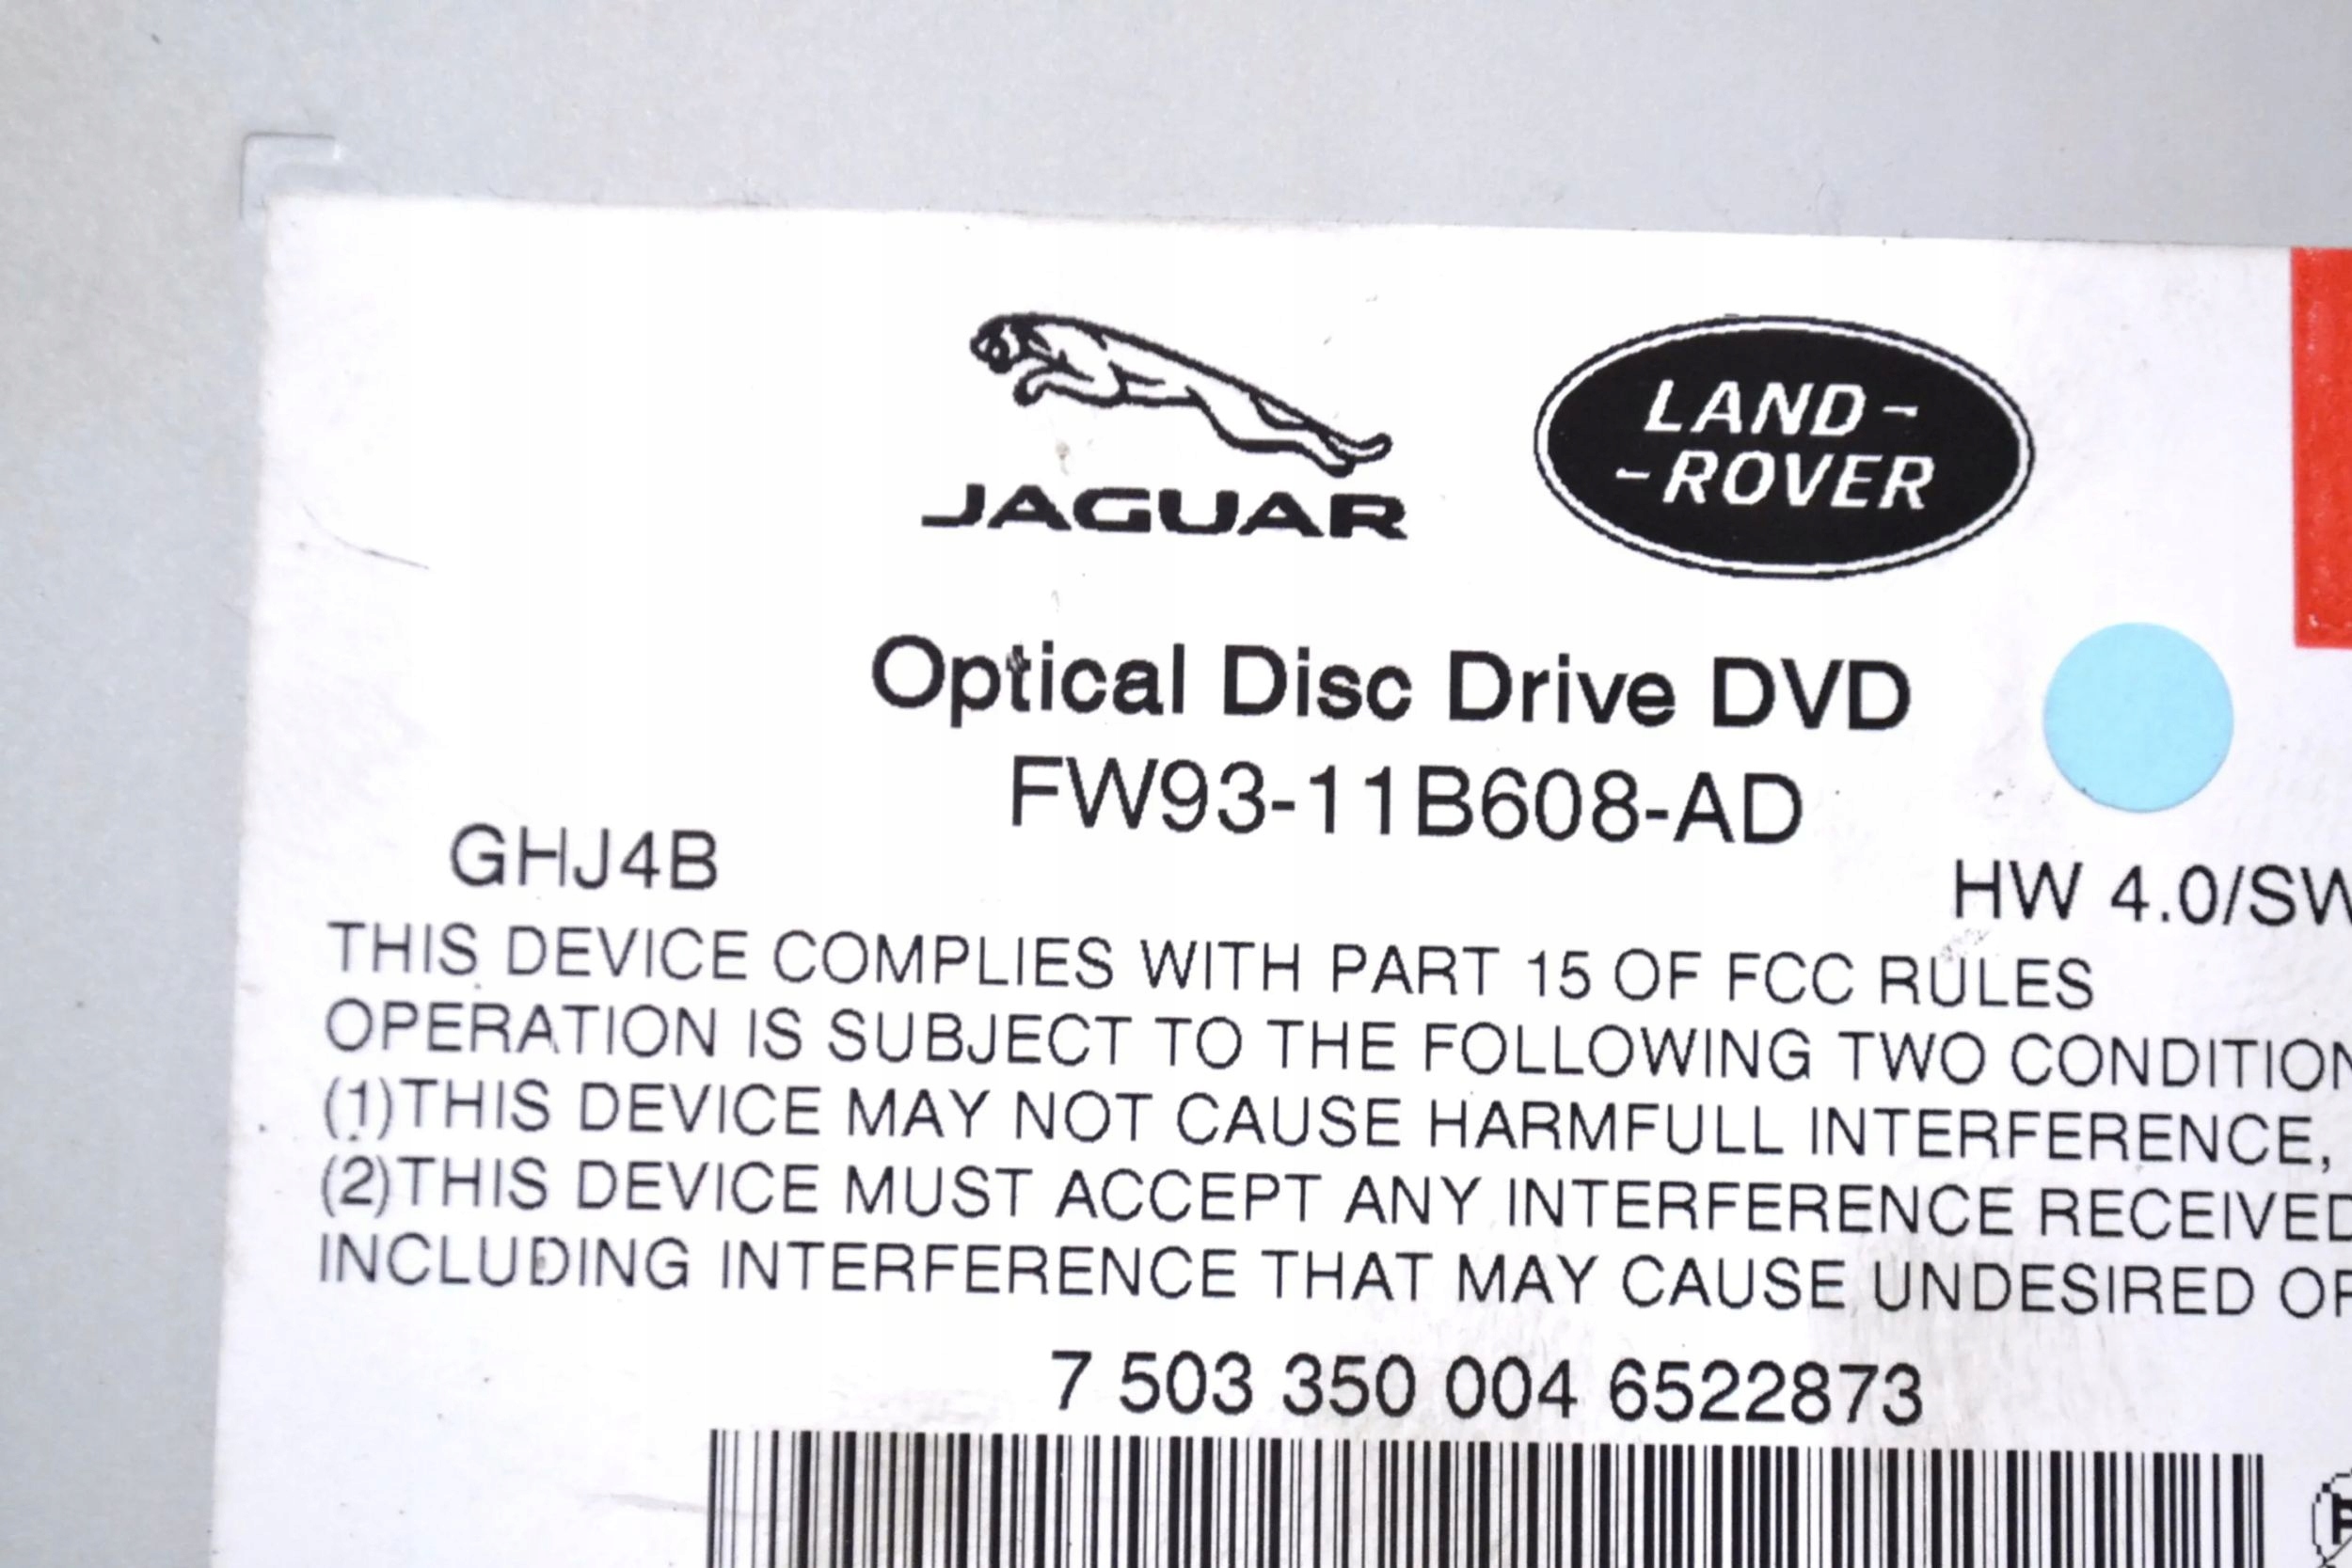 JAGUAR
LAND-
-ROVER
Optical Disc Drive DVD
FW93-11B608-AD
GHJ4B
HW 4.0/SW
THIS DEVICE COMPLIES WITH PART 15 OF FCC RULES
OPERATION IS SUBJECT TO THE FOLLOWING TWO CONDITION
(1)THIS DEVICE MAY NOT CAUSE HARMFULL INTERFERENCE,
(2)THIS DEVICE MUST ACCEPT ANY INTERFERENCE RECEIVED
INCLUDING INTERFERENCE THAT MAY CAUSE UNDESIRED
7 503 350 004 6522873